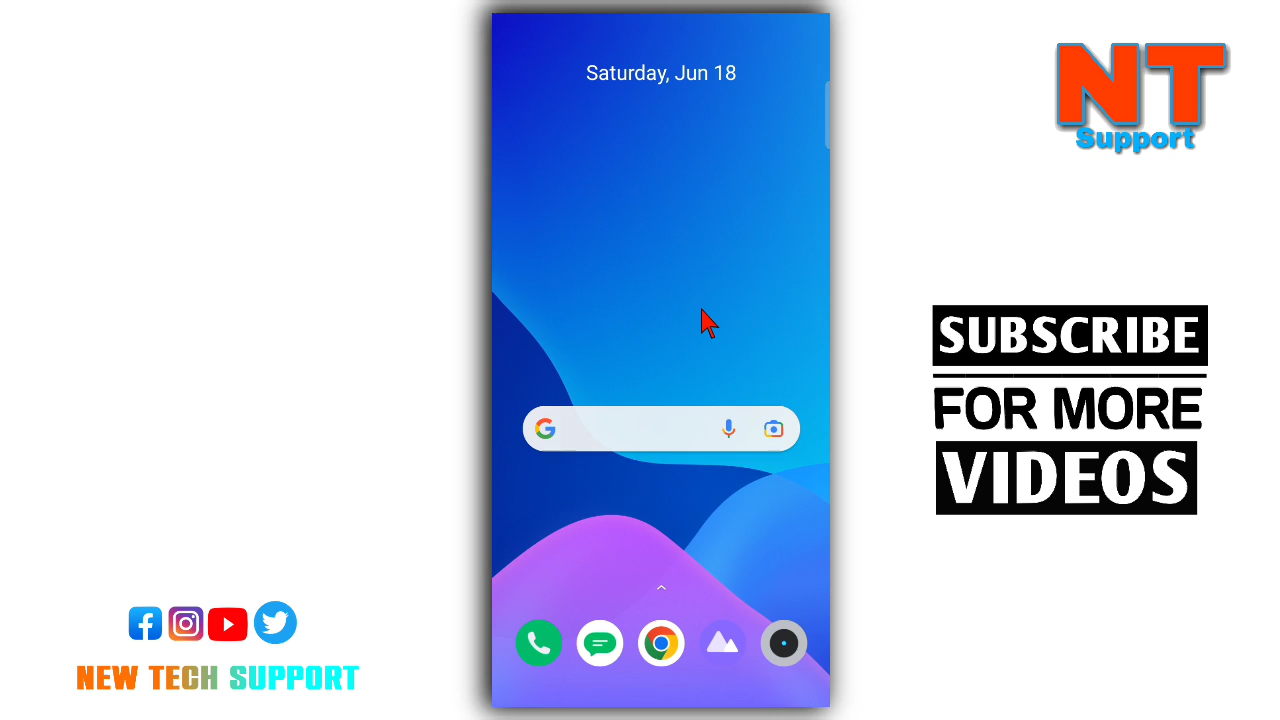 Saturday, Jun 18
NT
Support
SUBSCRIBE
FOR MORE
VIDEOS
NEW TECH SUPPORT